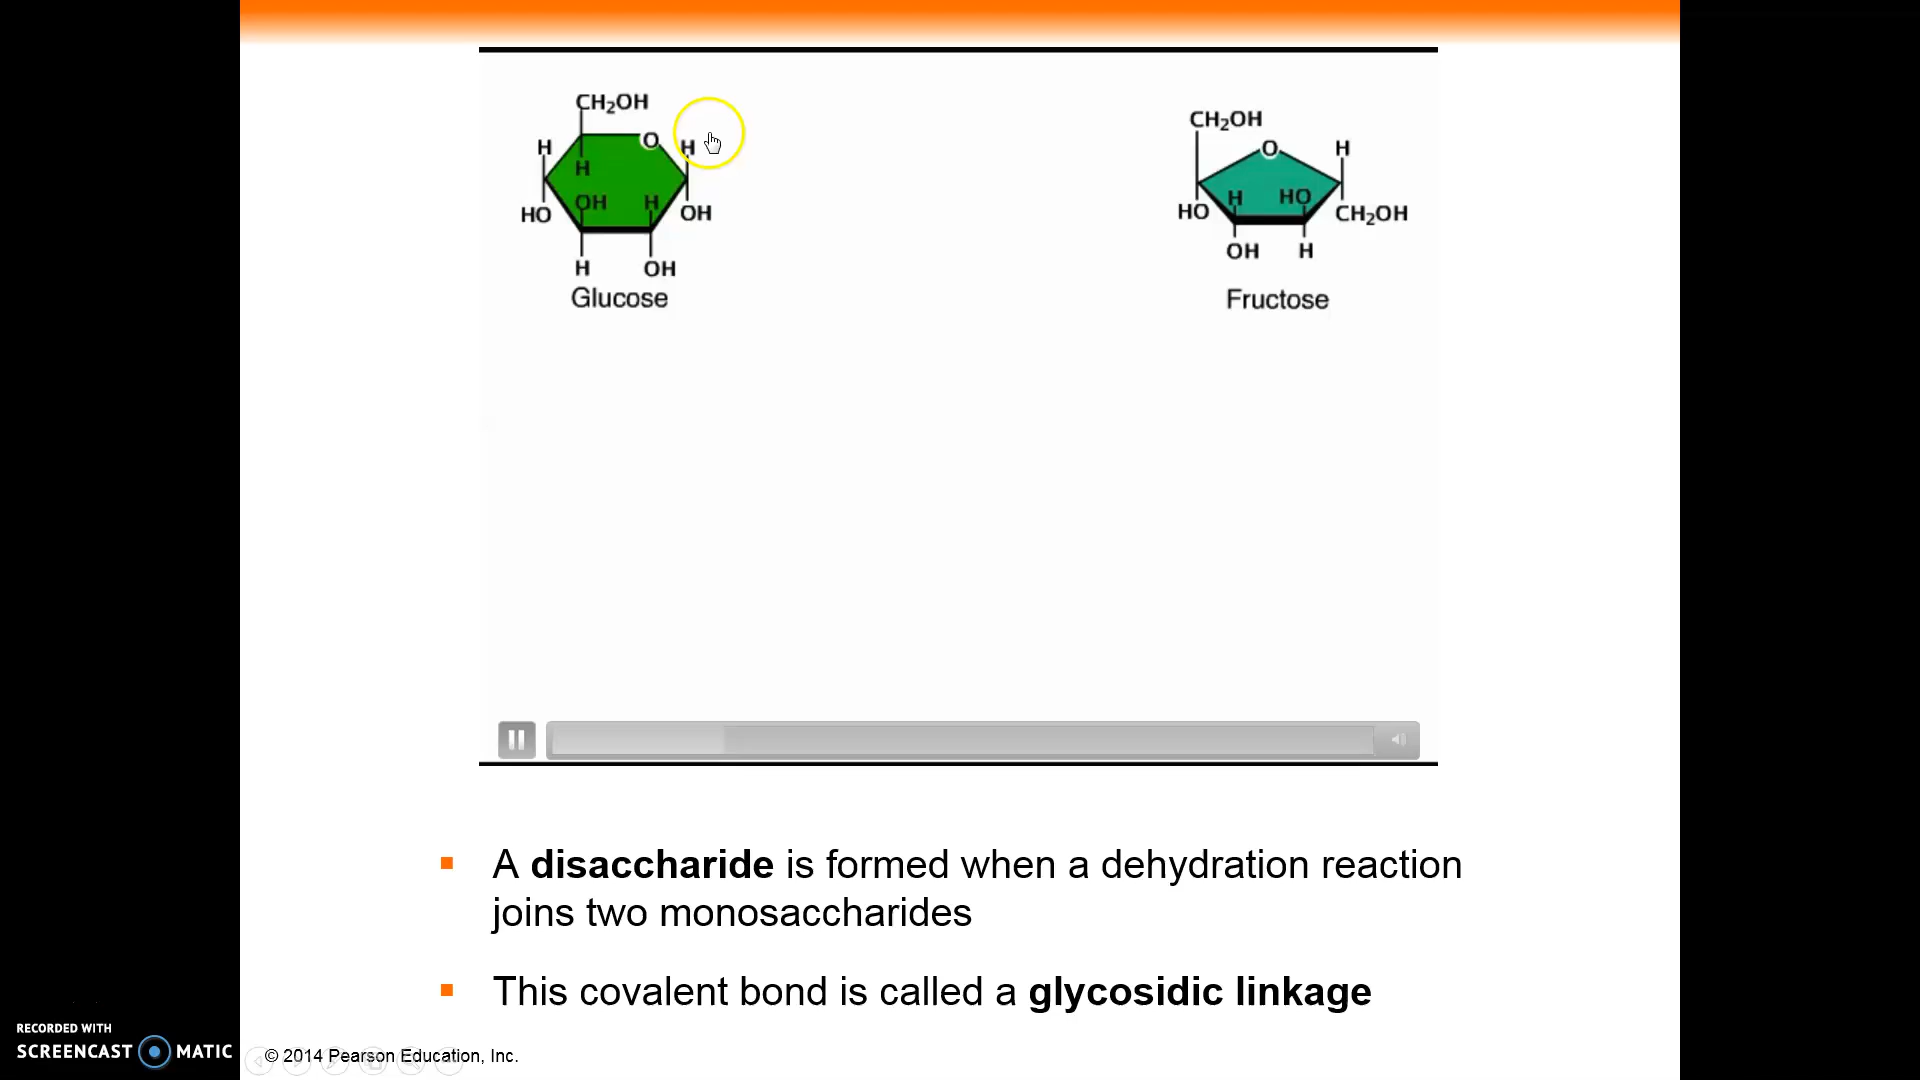 CH₂OH
H
O
H
H
HO
OH
H
OH
H
OH
Glucose
CH₂OH
O
H
HO
H
HO
CH₂OH
OH
H
Fructose
A disaccharide is formed when a dehydration reaction
joins two monosaccharides
This covalent bond is called a glycosidic linkage
RECORDED WITH
SCREENCAST MATIC
© 2014 Pearson Education, Inc.